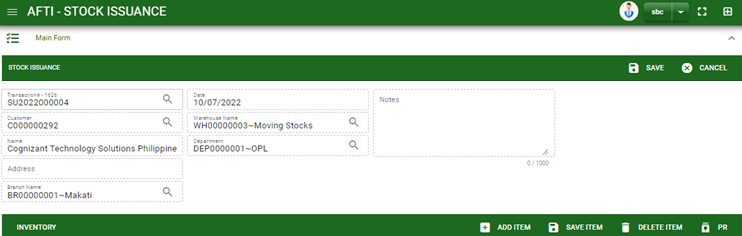 AFTI - STOCK ISSUANCE
sbc
Main Form
STOCK ISSUANCE
SAVE
CANCEL
Transaction# - 1626
SU2022000004
Date
10/07/2022
Notes
Customer
C000000292
Warehouse Name
WH00000003~Moving Stocks
Name
Cognizant Technology Solutions Philippine
Department
DEP0000001~OPL
0 / 1000
Address
Branch Name
BR00000001~Makati
INVENTORY
ADD ITEM
SAVE ITEM
DELETE ITEM
PR